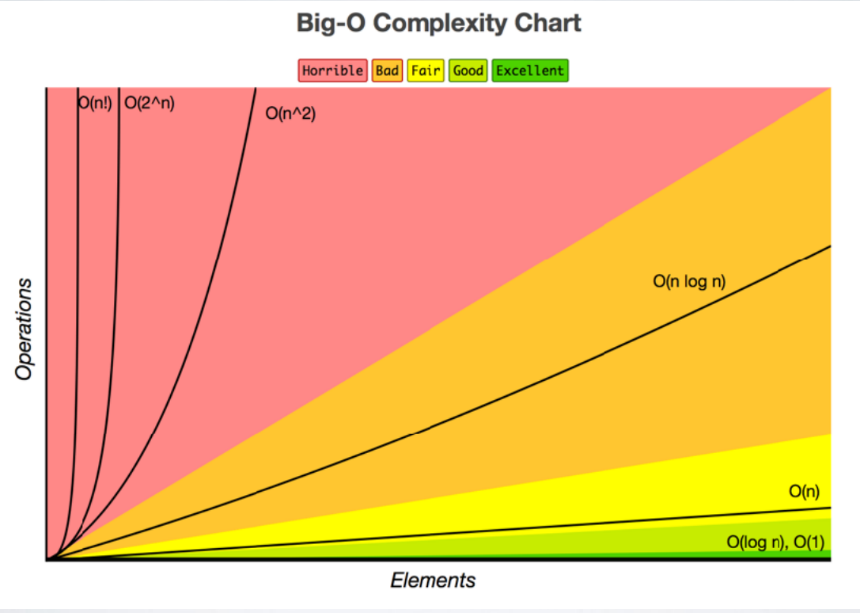 Big-O Complexity Chart
Horrible Bad Fair Good Excellent
O(n!) O(2^n)
O(n^2)
O(n log n)
Operations
O(n)
O(log n), O(1)
Elements